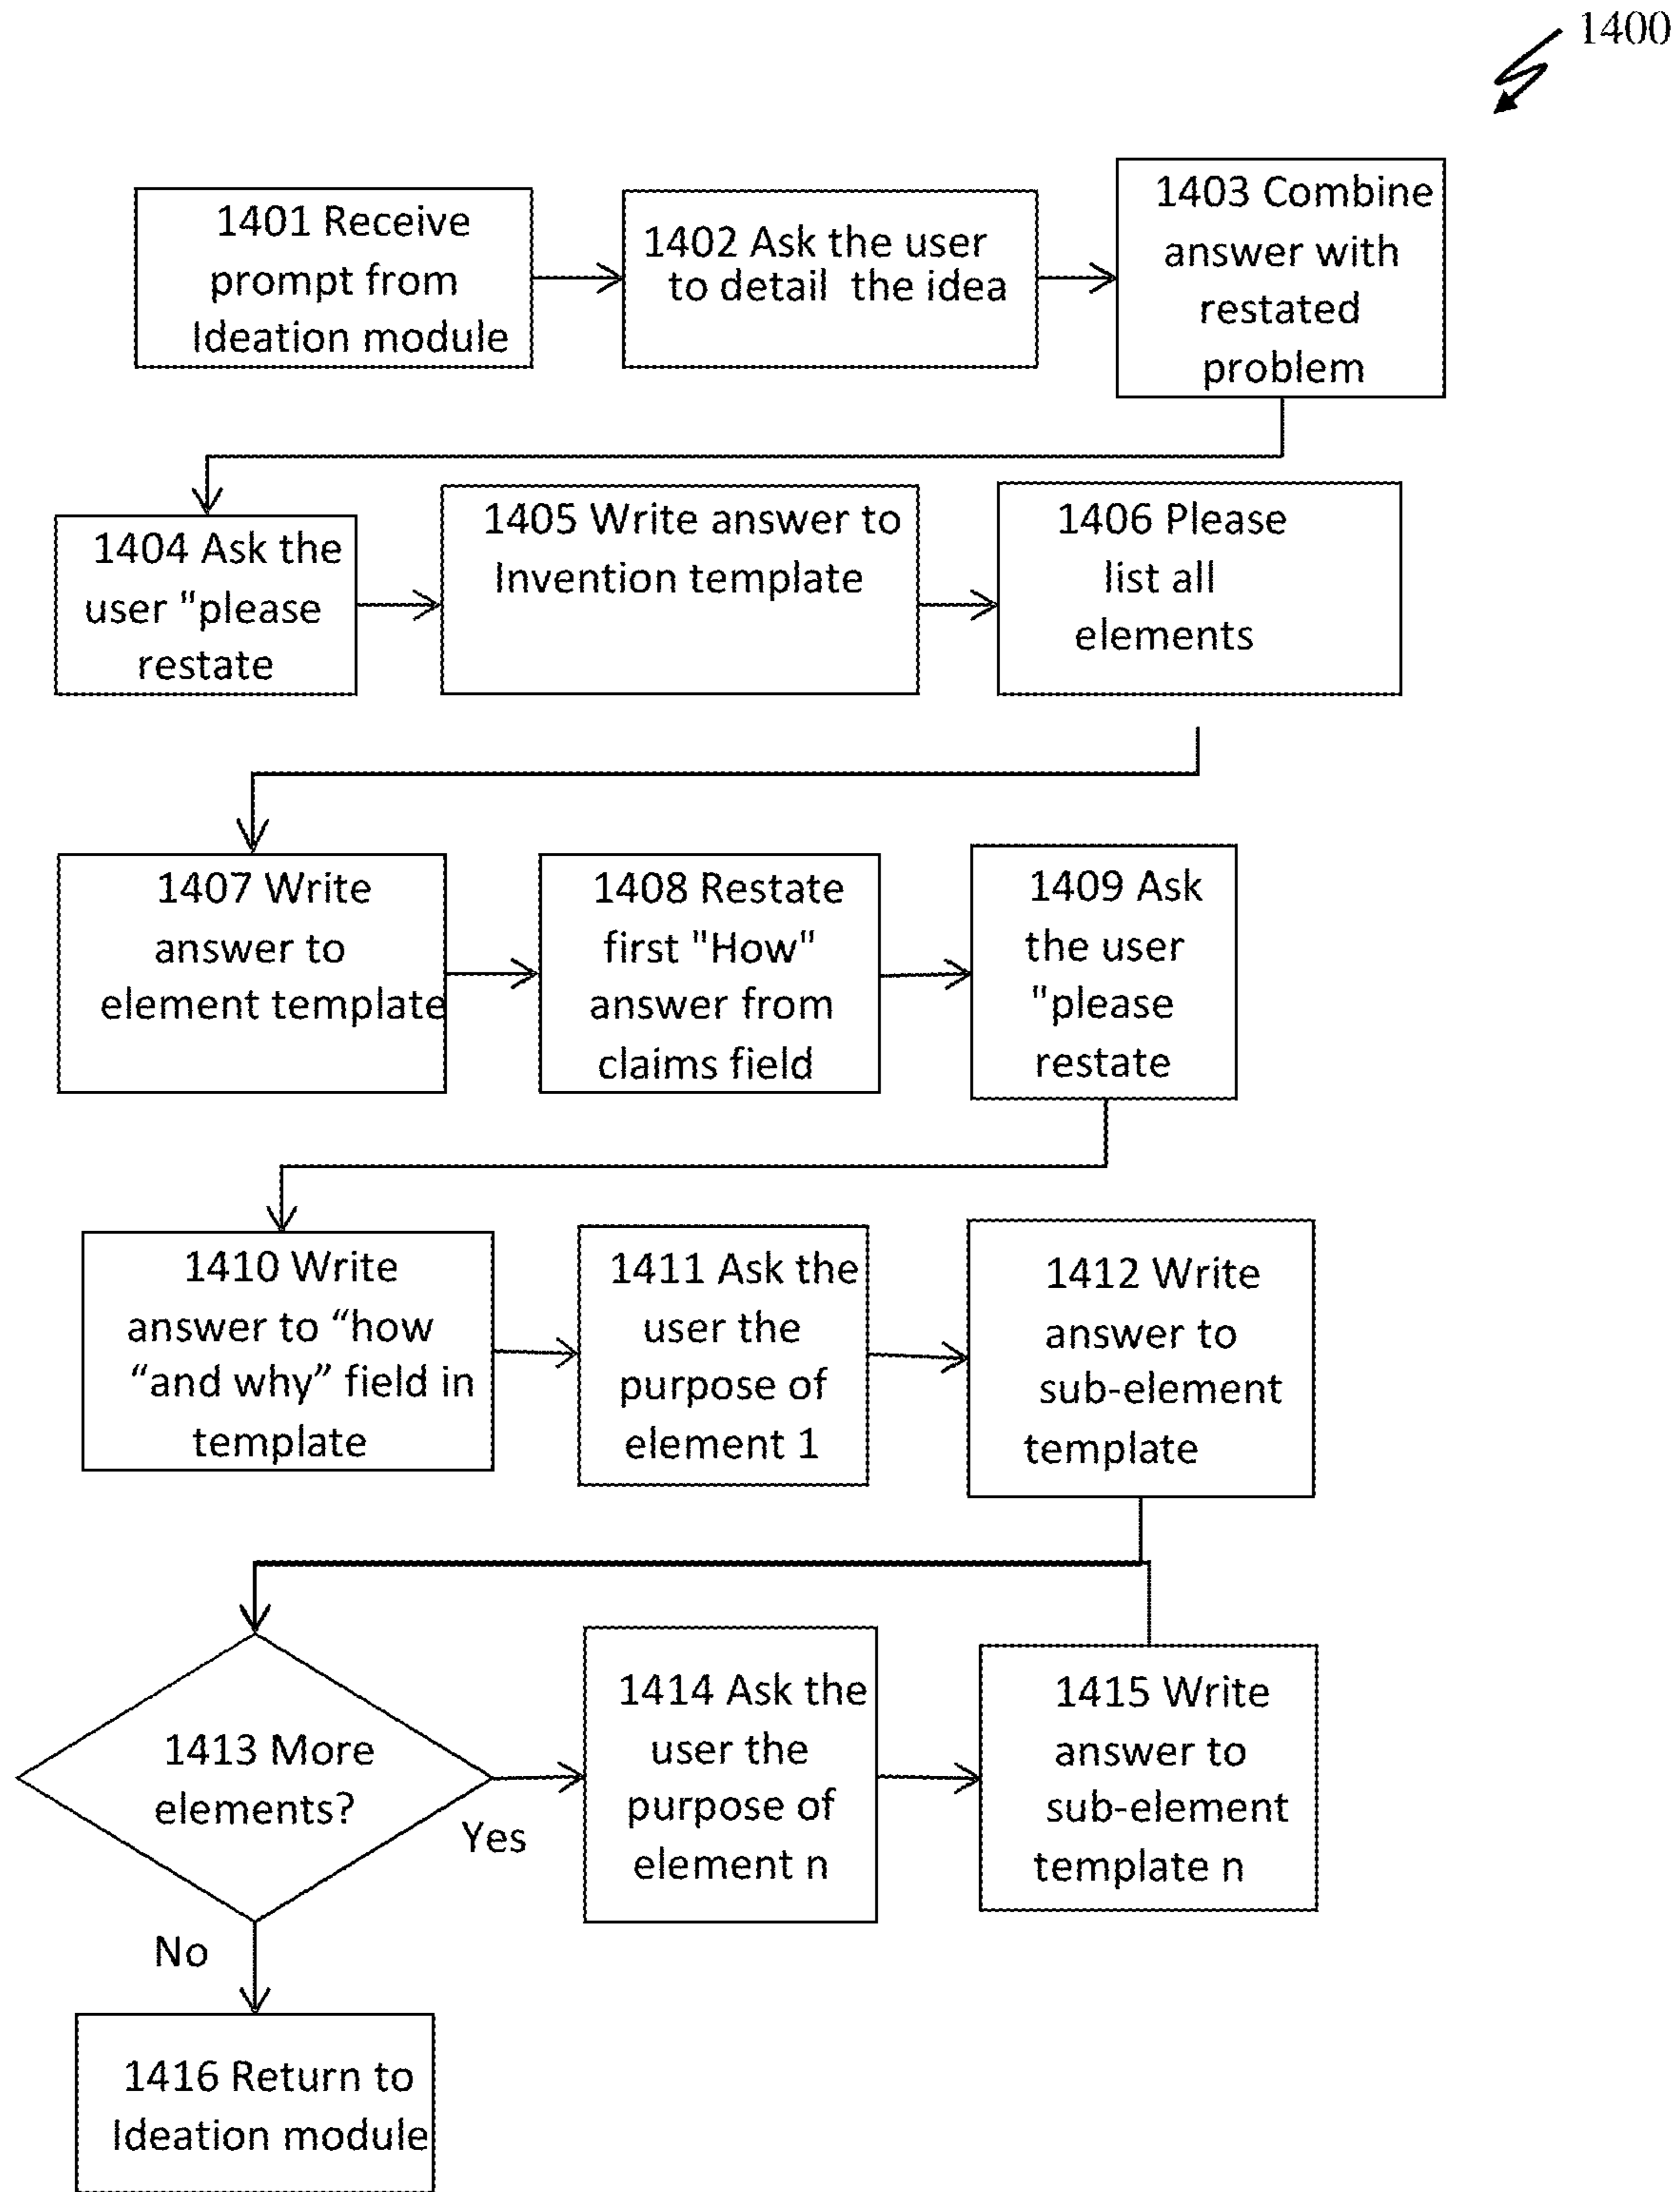 1400
1401 Receive
prompt from
Ideation module
1402 Ask the user
to detail the idea
1403 Combine
answer with
restated
problem
1404 Ask the
user "please
restate
1405 Write answer to
Invention template
1406 Please
list all
elements
1407 Write
answer to
element template
1408 Restate
first "How"
answer from
claims field
1409 Ask
the user
"please
restate
1410 Write
answer to “how
“and why” field in
template
1411 Ask the
user the
purpose of
element 1
1412 Write
answer to
sub-element
template
1413 More
elements?
Yes
1414 Ask the
user the
purpose of
element n
1415 Write
answer to
sub-element
template n
No
1416 Return to
Ideation module